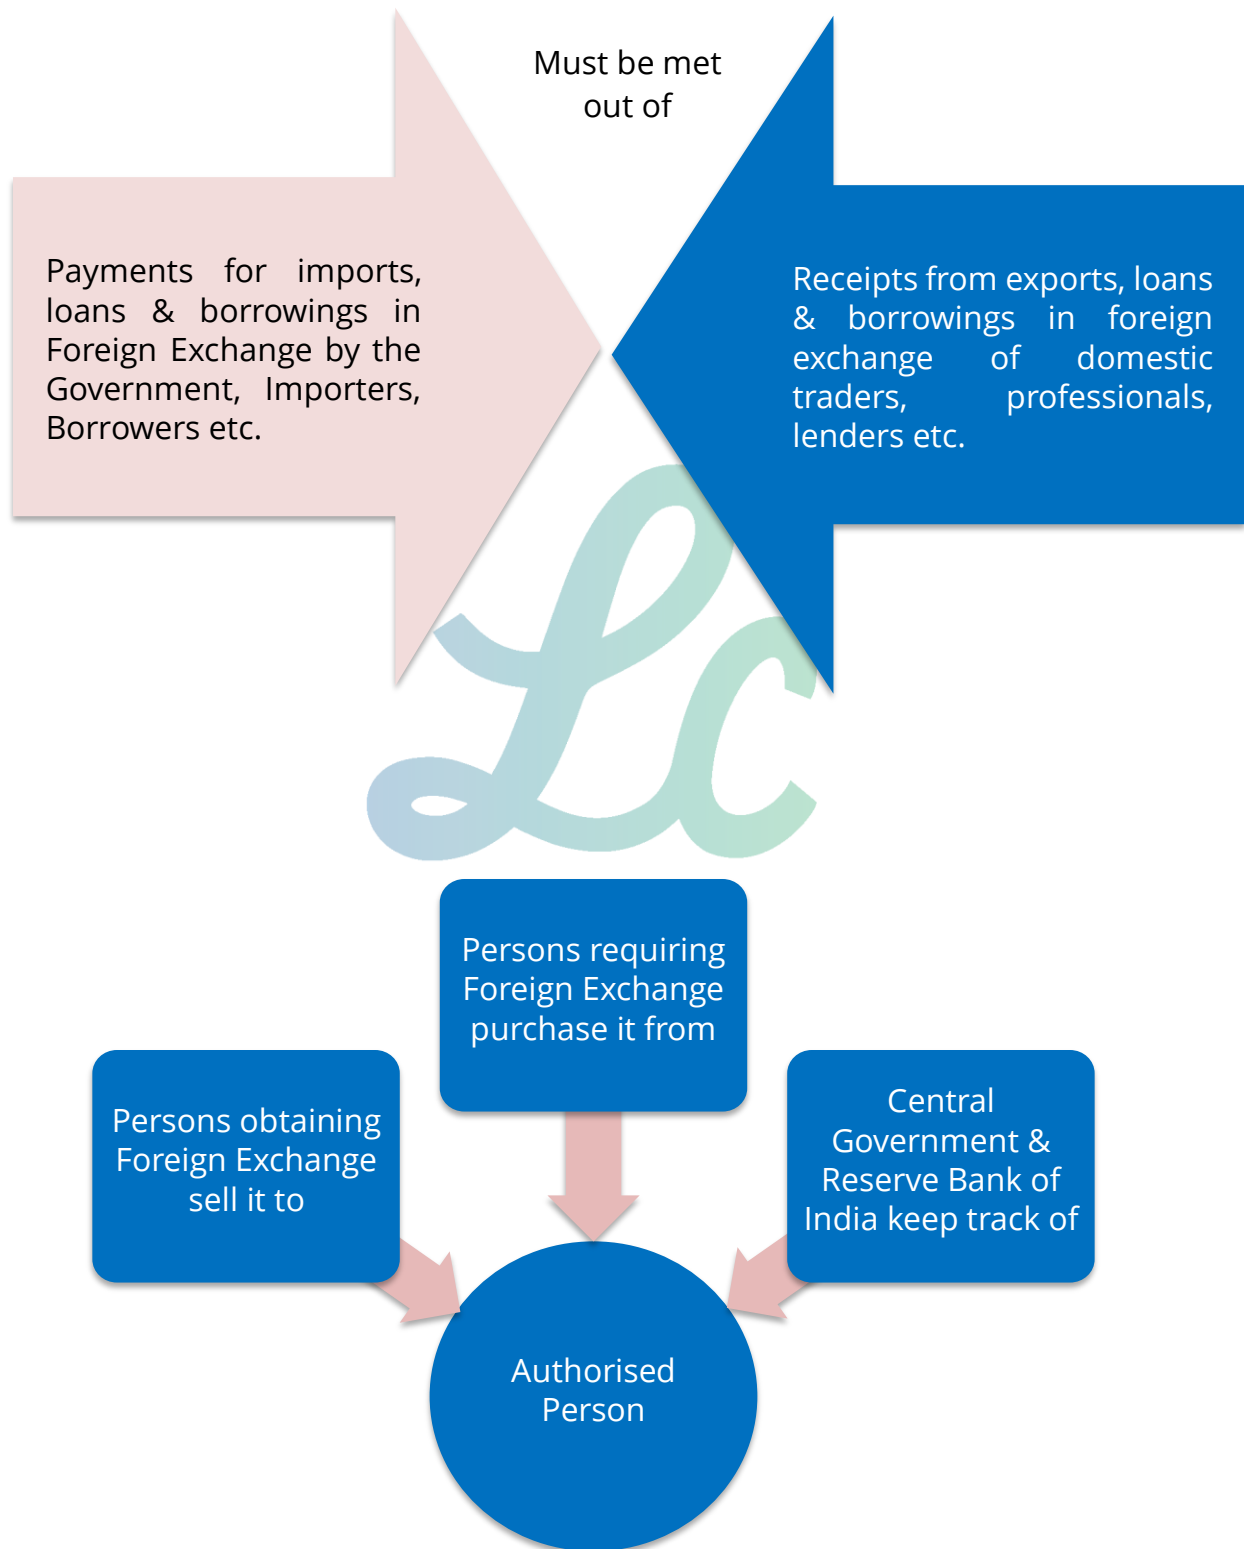 Must be met
out of
Payments for imports,
loans & borrowings in
Foreign Exchange by the
Government, Importers,
Borrowers etc.
Receipts from exports, loans
& borrowings in foreign
exchange of domestic
traders, professionals,
lenders etc.
Lc
Persons requiring
Foreign Exchange
purchase it from
Persons obtaining
Foreign Exchange
sell it to
Central
Government &
Reserve Bank of
India keep track of
Authorised
Person